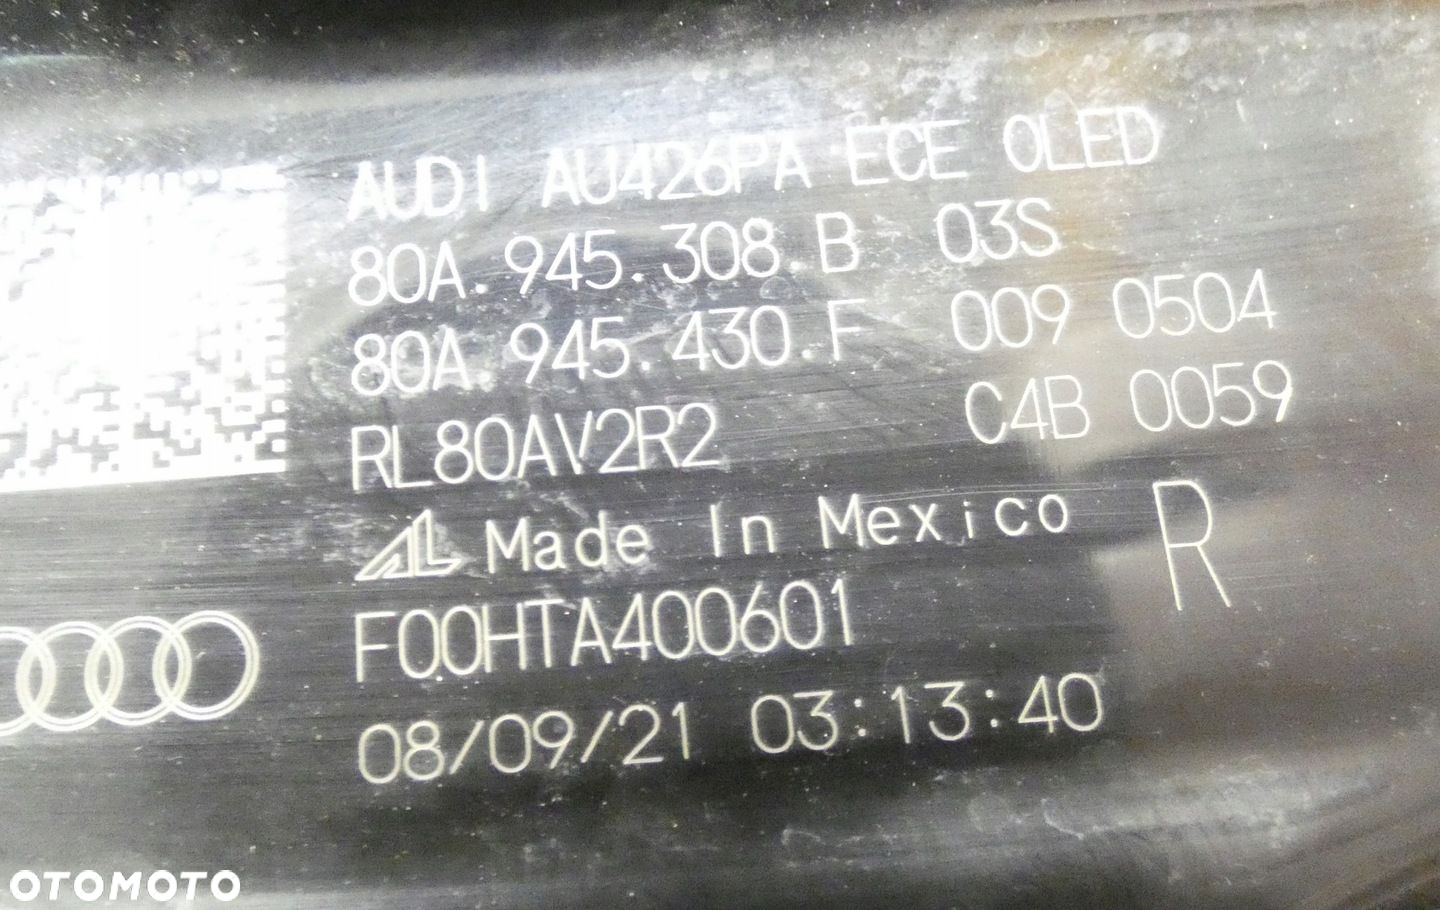 AUDI AU426PA ECE OLED
80A.945.308.B 03S
80A.945.430.F 009 0504
RL80AV2R2 C4B 0059
AL Made In Mexico R
F00HTA400601
08/09/21 03:13:40
OTOMOTO